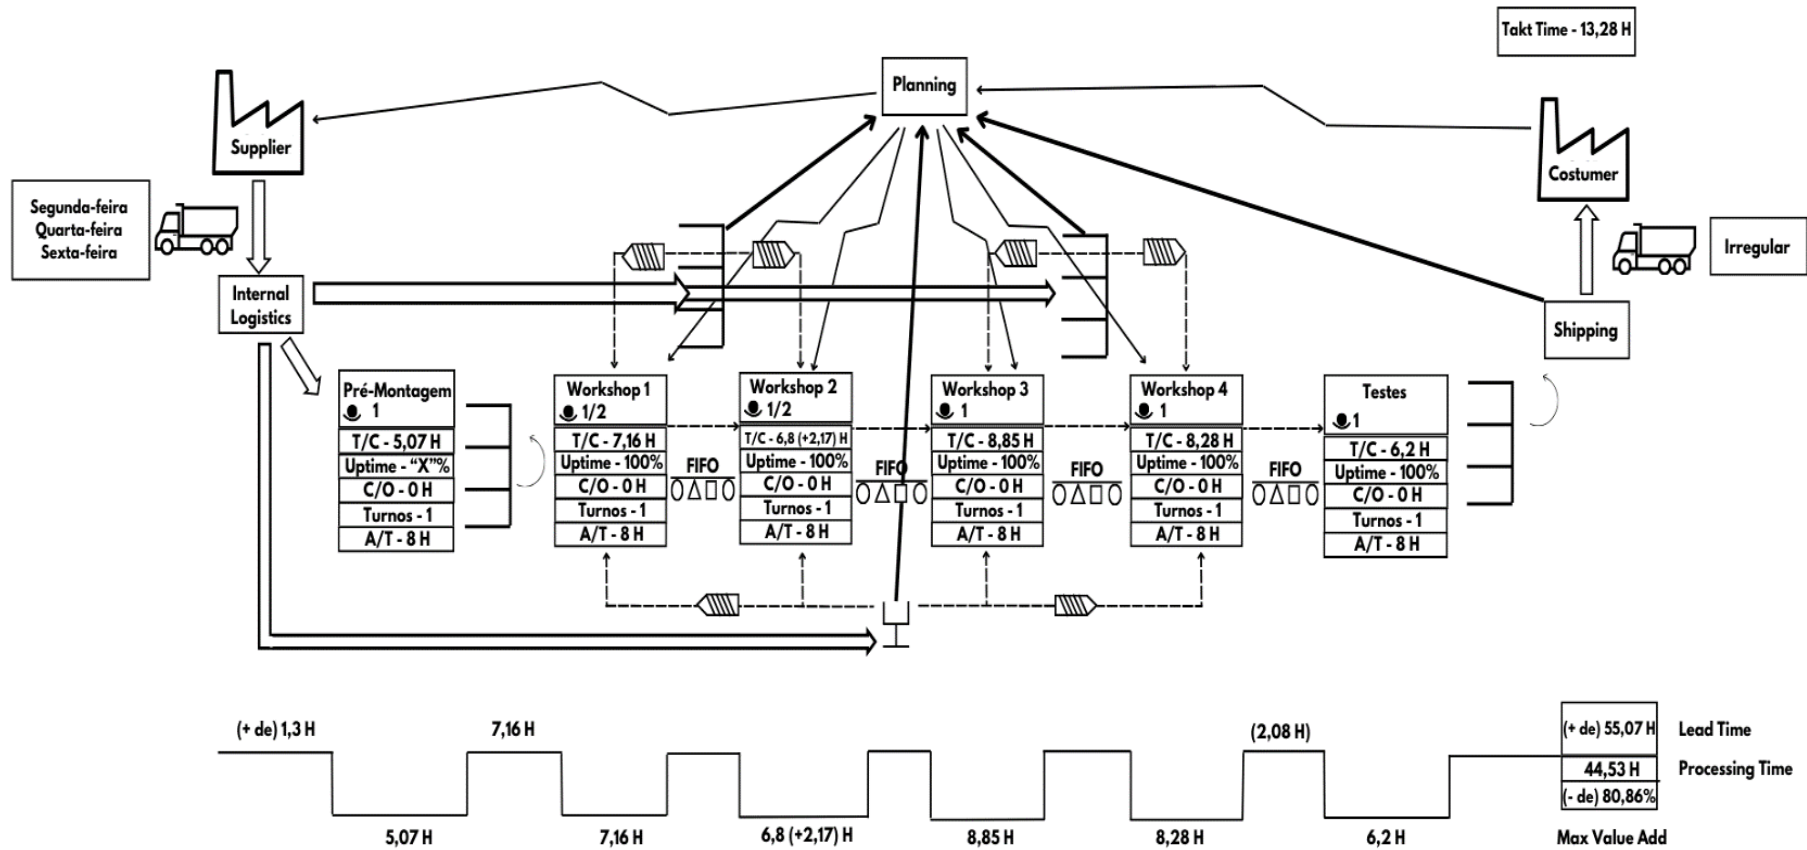 Takt Time - 13,28 H
Planning
Supplier
Costumer
Segunda-feira
Quarta-feira
Sexta-feira
Irregular
Internal
Logistics
Shipping
Pré-Montagem
1
T/C - 5,07 H
Uptime - “X”%
C/O - 0 H
Turnos - 1
A/T - 8 H
Workshop 1
1/2
T/C - 7,16 H
Uptime - 100%
C/O - 0 H
Turnos - 1
A/T - 8 H
FIFO
Workshop 2
1/2
T/C - 6,8 (+2,17) H
Uptime - 100%
C/O - 0 H
Turnos - 1
A/T - 8 H
FIFO
Workshop 3
1
T/C - 8,85 H
Uptime - 100%
C/O - 0 H
Turnos - 1
A/T - 8 H
FIFO
Workshop 4
1
T/C - 8,28 H
Uptime - 100%
C/O - 0 H
Turnos - 1
A/T - 8 H
FIFO
Testes
1
T/C - 6,2 H
Uptime - 100%
C/O - 0 H
Turnos - 1
A/T - 8 H
(+ de) 1,3 H
7,16 H
(2,08 H)
(+ de) 55,07 H
Lead Time
44,53 H
Processing Time
(- de) 80,86%
Max Value Add
5,07 H
7,16 H
6,8 (+2,17) H
8,85 H
8,28 H
6,2 H